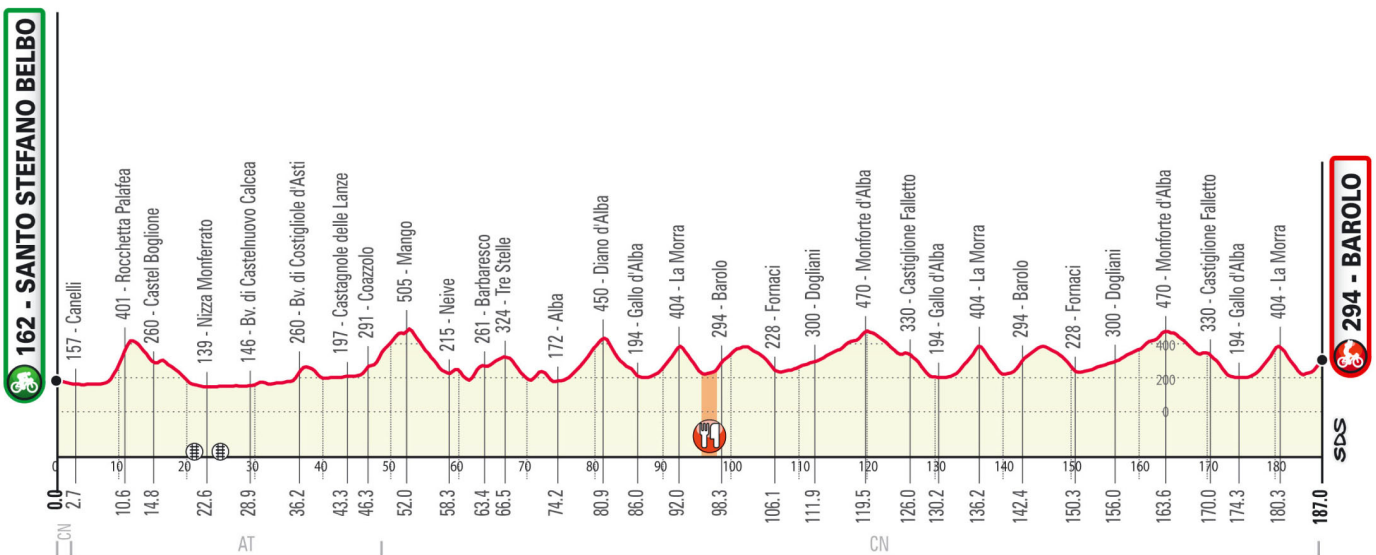 162 - SANTO STEFANO BELBO
157 - Canelli
401 - Rocchetta Palafea
260 - Castel Boglione
139 - Nizza Monferrato
146 - Bv. di Castelnuovo Calcea
260 - Bv. di Costigliole d'Asti
197 - Castagnole delle Lanze
291 - Coazzolo
505 - Mango
215 - Neive
261 - Barbaresco
324 - Tre Stelle
172 - Alba
450 - Diano d'Alba
194 - Gallo d'Alba
404 - La Morra
294 - Barolo
228 - Fornaci
300 - Dogliani
470 - Monforte d'Alba
330 - Castiglione Falletto
194 - Gallo d'Alba
404 - La Morra
294 - Barolo
228 - Fornaci
300 - Dogliani
470 - Monforte d'Alba
330 - Castiglione Falletto
194 - Gallo d'Alba
404 - La Morra
294 - BAROLO
400
200
0
SDS
0 10 20 30 40 50 60 70 80 90 100 110 120 130 140 150 160 170 180
0.0 2.7 10.6 14.8 22.6 28.9 36.2 43.3 46.3 52.0 58.3 63.4 66.5 74.2 80.9 86.0 92.0 98.3 106.1 111.9 119.5 126.0 130.2 136.2 142.4 150.3 156.0 163.6 170.0 174.3 180.3 187.0
CN AT CN